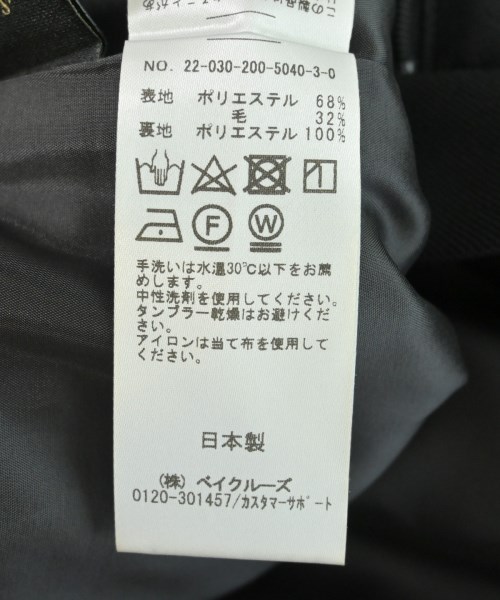 NO. 22-030-200-5040-3-0
表地 ポリエステル 68%
毛 32%
裏地 ポリエステル 100%
F W
手洗いは水温30℃以下をお薦
めします。
中性洗剤を使用してください。
タンブラー乾燥はお避けくださ
い。
アイロンは当て布を使用して
ください。
日本製
(株) ベイクルーズ
0120-301457/カスタマーサポート